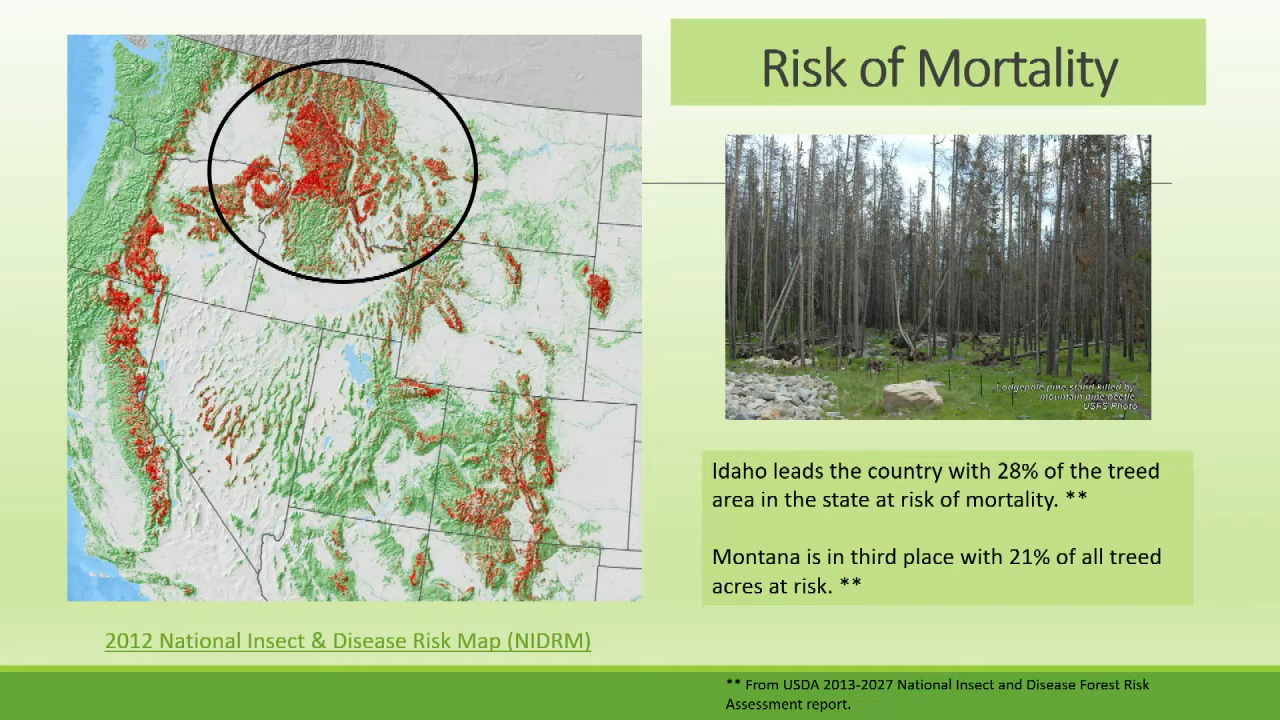 Risk of Mortality
Lodgepole pine stand killed by
mountain pine beetle
USFS Photo
Idaho leads the country with 28% of the treed
area in the state at risk of mortality. **
Montana is in third place with 21% of all treed
acres at risk. **
2012 National Insect & Disease Risk Map (NIDRM)
** From USDA 2013-2027 National Insect and Disease Forest Risk
Assessment report.